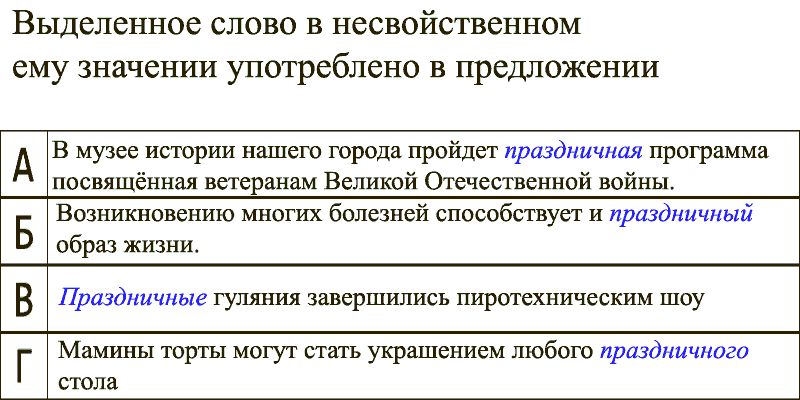 Выделенное слово в несвойственном
ему значении употреблено в предложении
А
В музее истории нашего города пройдет праздничная программа
посвящённая ветеранам Великой Отечественной войны.
Б
Возникновению многих болезней способствует и праздничный
образ жизни.
В
Праздничные гуляния завершились пиротехническим шоу
Г
Мамины торты могут стать украшением любого праздничного
стола